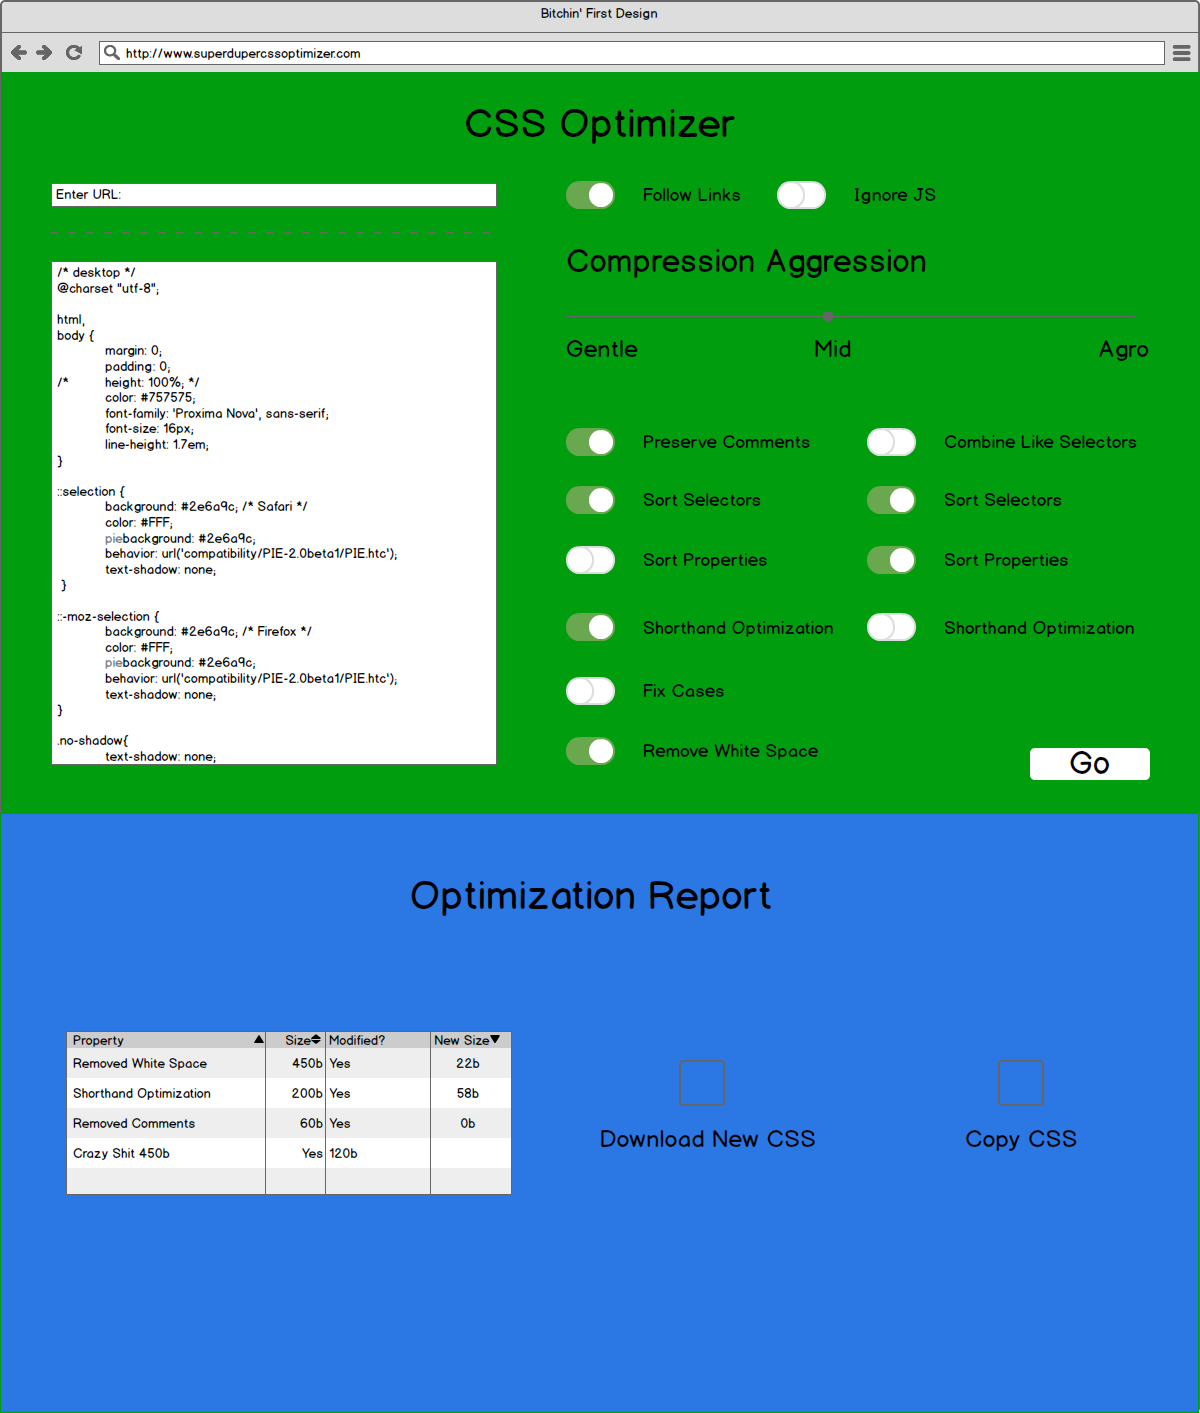 Bitchin' First Design
http://www.superdupercssoptimizer.com
CSS Optimizer
Enter URL:
Follow Links
Ignore JS
/* desktop */
@charset "utf-8";
html,
body {
margin: 0;
padding: 0;
/* height: 100%; */
color: #757575;
font-family: 'Proxima Nova', sans-serif;
font-size: 16px;
line-height: 1.7em;
}
::selection {
background: #2e6a9c; /* Safari */
color: #FFF;
piebackground: #2e6a9c;
behavior: url('compatibility/PIE-2.0beta1/PIE.htc');
text-shadow: none;
}
::-moz-selection {
background: #2e6a9c; /* Firefox */
color: #FFF;
piebackground: #2e6a9c;
behavior: url('compatibility/PIE-2.0beta1/PIE.htc');
text-shadow: none;
}
.no-shadow{
text-shadow: none;
Compression Aggression
Gentle Mid Agro
Preserve Comments
Combine Like Selectors
Sort Selectors
Sort Selectors
Sort Properties
Sort Properties
Shorthand Optimization
Shorthand Optimization
Fix Cases
Remove White Space
Go
Optimization Report
Property Size Modified? New Size
Removed White Space 450b Yes 22b
Shorthand Optimization 200b Yes 58b
Removed Comments 60b Yes 0b
Crazy Shit 450b Yes 120b
Download New CSS
Copy CSS